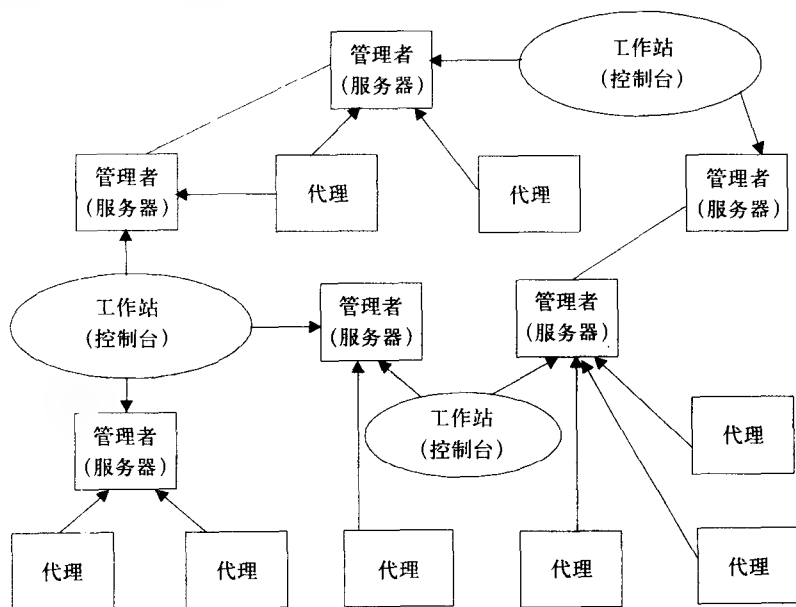 管理者
(服务器)
工作站
(控制台)
管理者
(服务器)
代理
代理
管理者
(服务器)
工作站
(控制台)
管理者
(服务器)
管理者
(服务器)
工作站
(控制台)
管理者
(服务器)
代理
代理
代理
代理
代理
代理